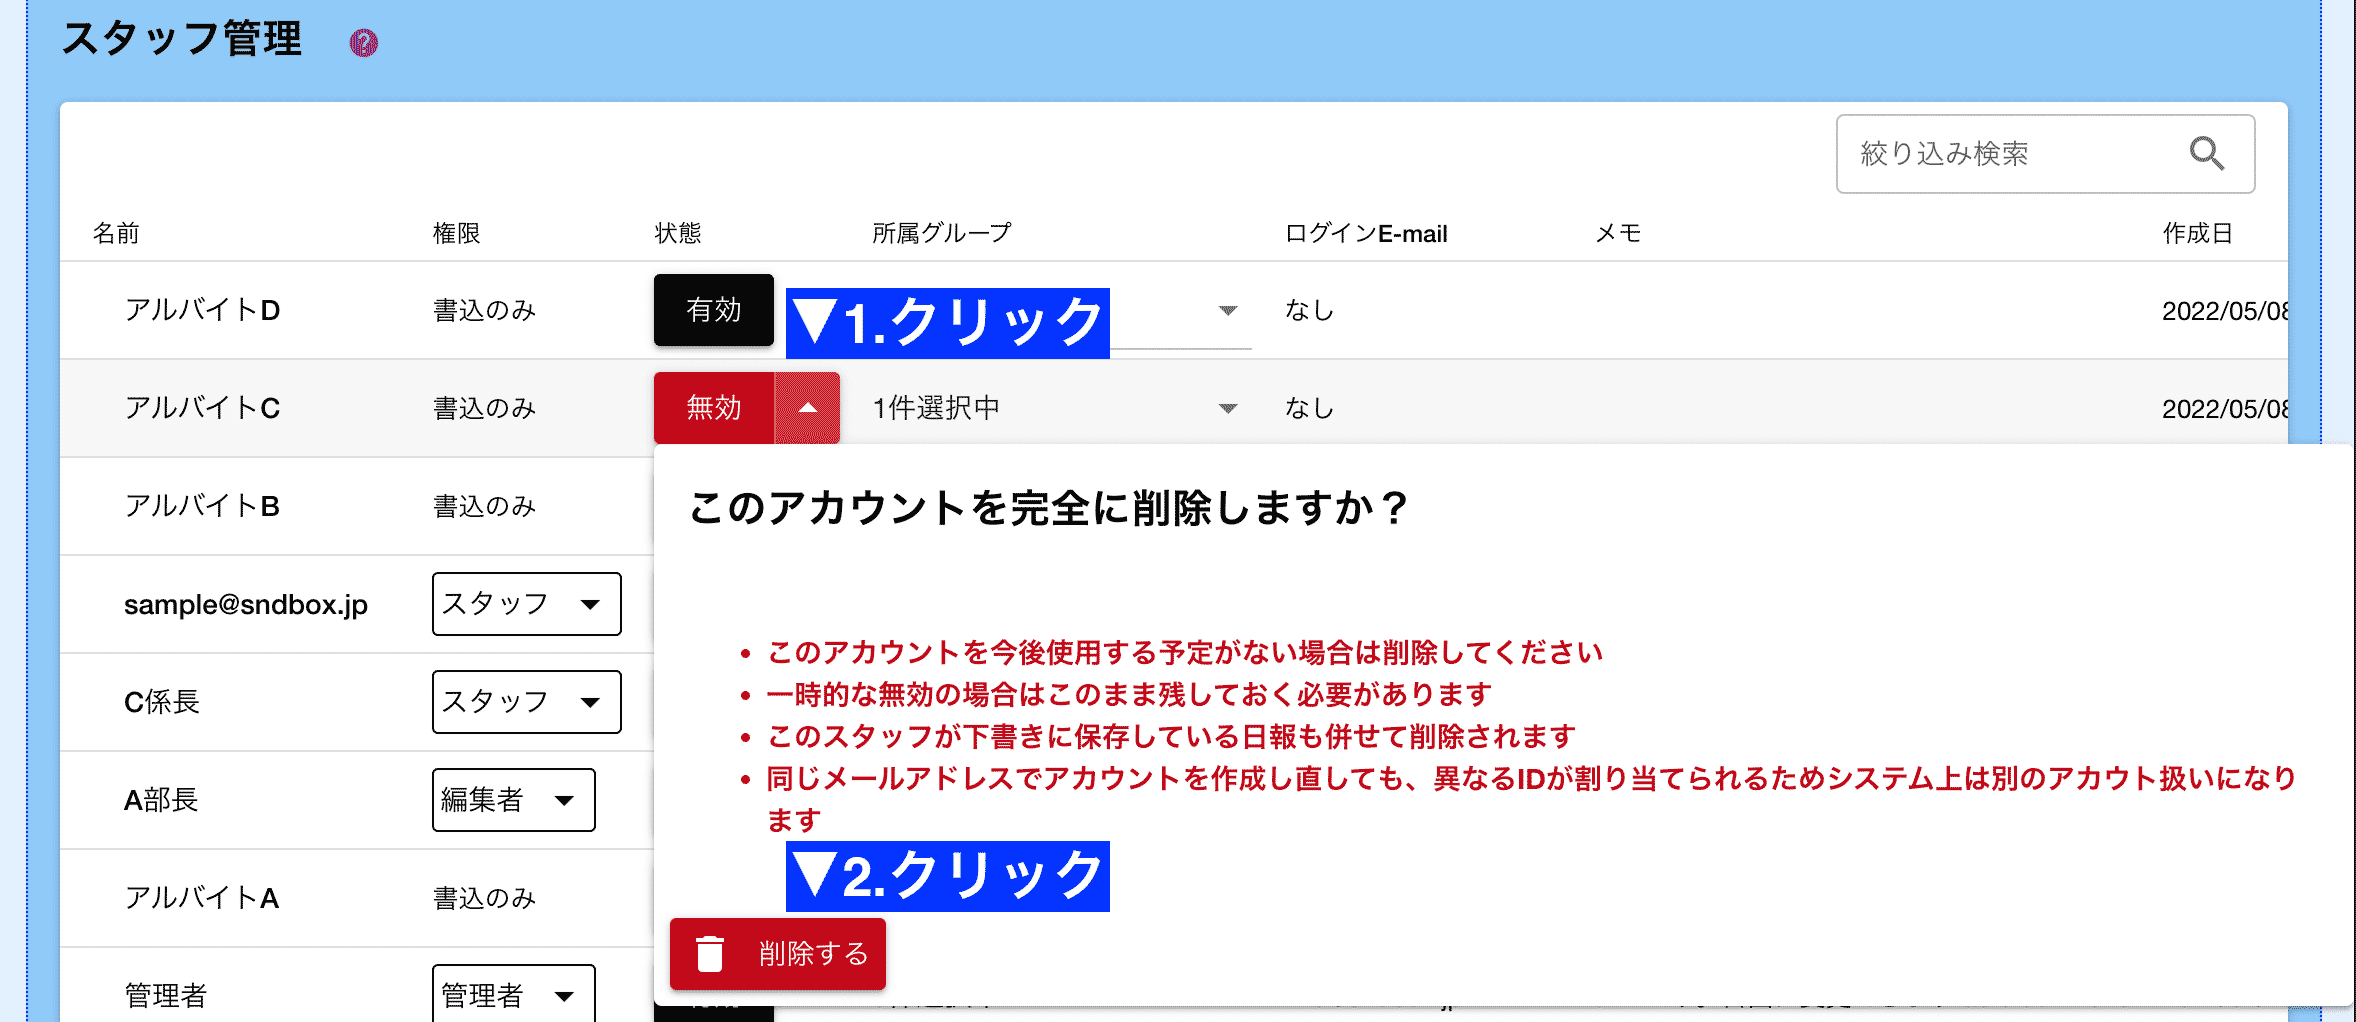 スタッフ管理 ?
絞り込み検索
名前 権限 状態 所属グループ ログインE-mail メモ 作成日
アルバイトD 書込のみ 有効 ▼1.クリック なし 2022/05/08
アルバイトC 書込のみ 無効 1件選択中 なし 2022/05/08
アルバイトB 書込のみ
このアカウントを完全に削除しますか？
sample@sndbox.jp スタッフ
・このアカウントを今後使用する予定がない場合は削除してください
・一時的な無効の場合はこのまま残しておく必要があります
C係長 スタッフ
・このスタッフが下書きに保存している日報も併せて削除されます
・同じメールアドレスでアカウントを作成し直しても、異なるIDが割り当てられるためシステム上は別のアカウト扱いになり
ます
A部長 編集者
▼2.クリック
アルバイトA 書込のみ
削除する
管理者 管理者